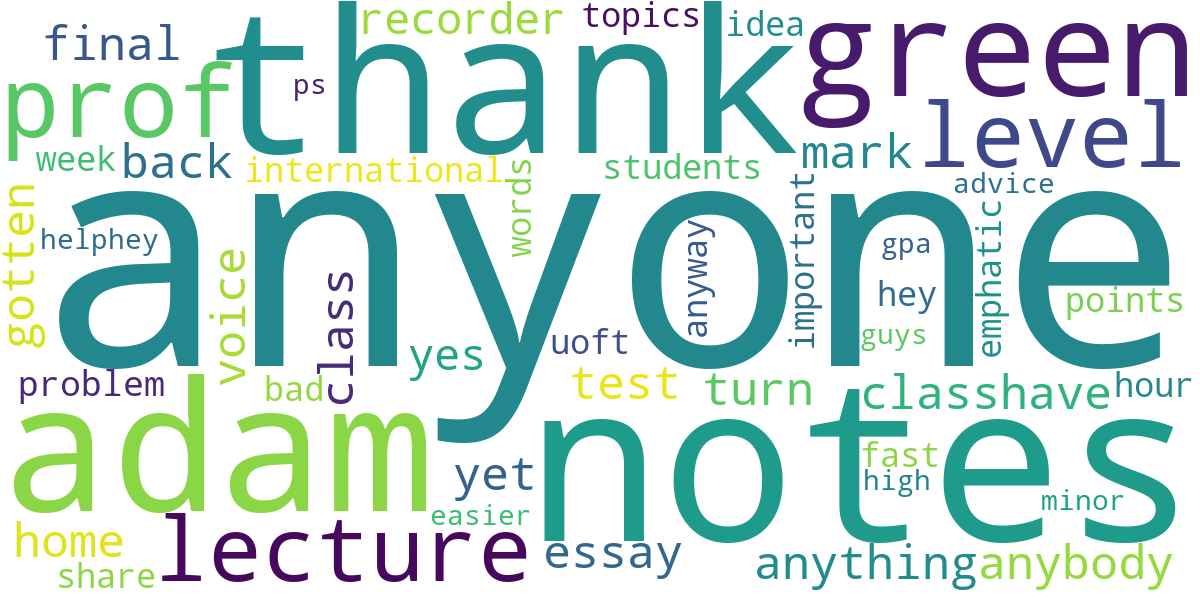 final
recorder
topics
idea
thank
green
prof
ps
level
week
back
international
students
mark
advice
words
important
anyone
gotten
helphey
voice
class
anyway
gpa
hey
emphatic
points
guys
uoft
yes
problem
bad
test
turn
classhave
hour
adam
notes
yet
fast
high
minor
easier
home
lecture
essay
anything
anybody
share